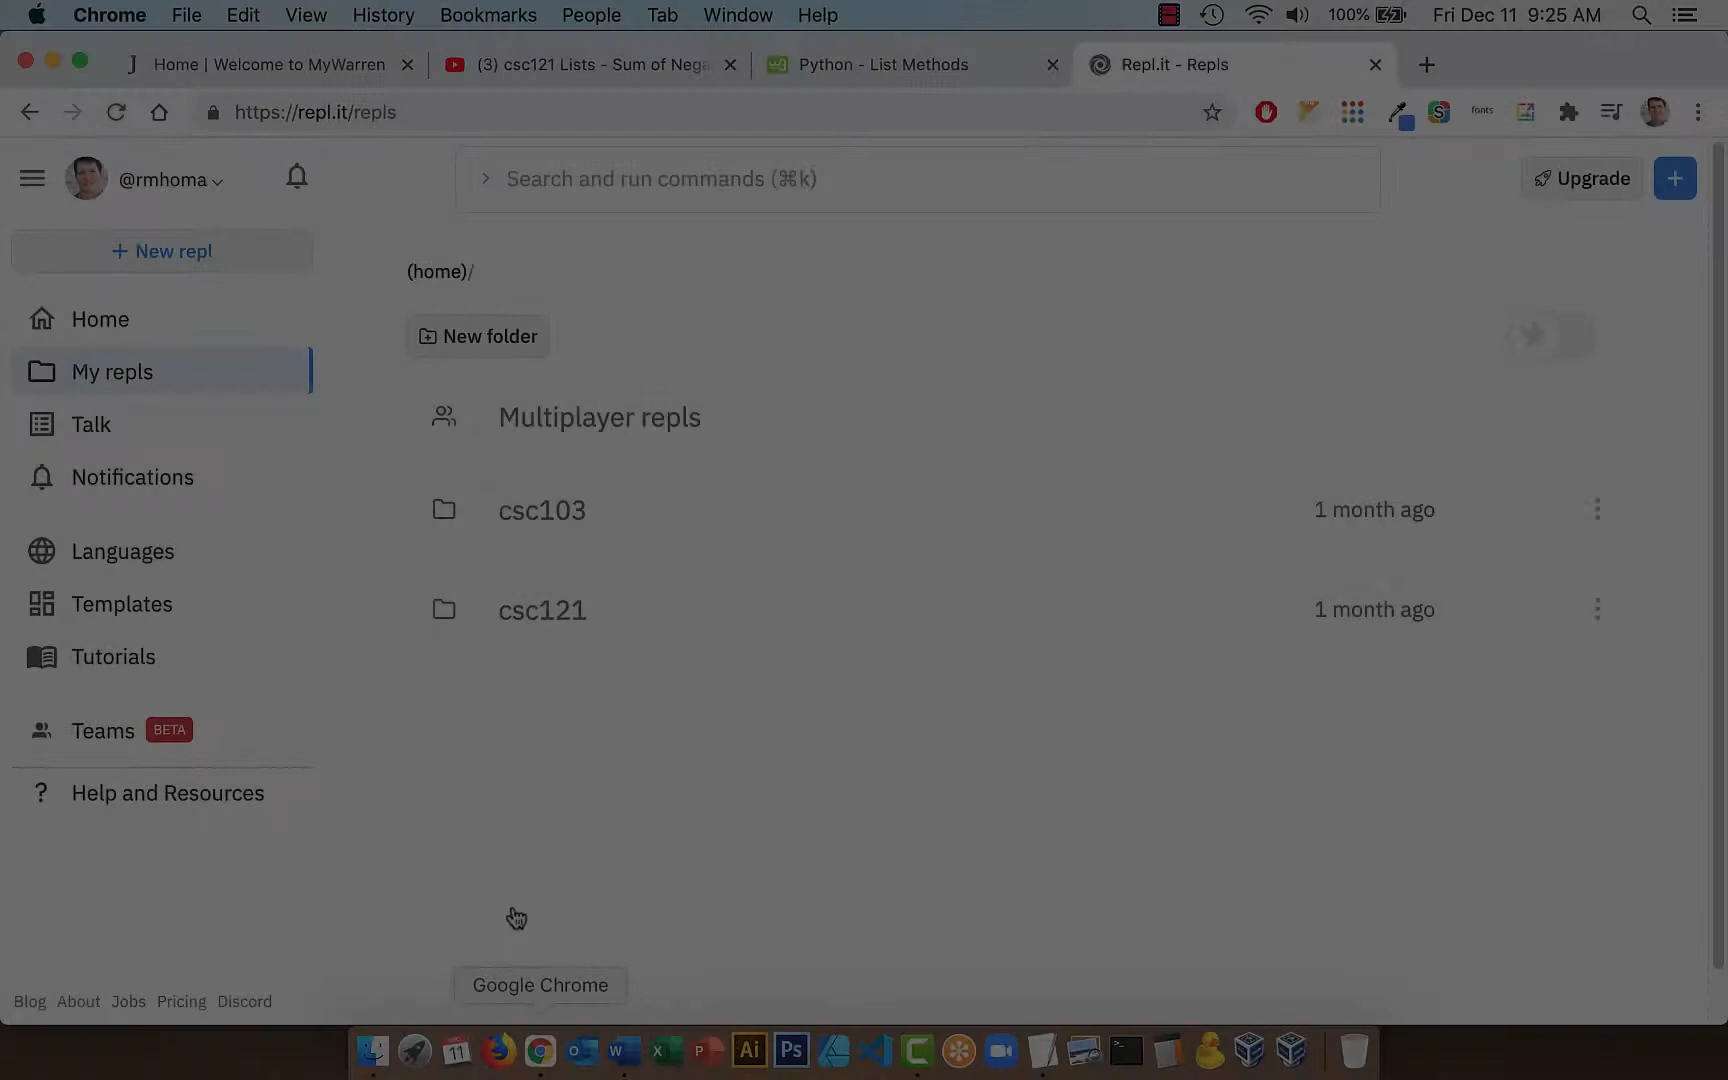 Chrome File Edit View History Bookmarks People Tab Window Help 100% Fri Dec 11 9:25 AM
Home | Welcome to MyWarren (3) csc121 Lists - Sum of Nega Python - List Methods Repl.it - Repls
https://repl.it/repls fonts
@rmhoma > Search and run commands (⌘k) Upgrade +
+ New repl
(home)/
Home
New folder
My repls
Multiplayer repls
Talk
Notifications
csc103 1 month ago
Languages
Templates
csc121 1 month ago
Tutorials
Teams BETA
? Help and Resources
Google Chrome
Blog About Jobs Pricing Discord
11 O W X P Ai Ps C